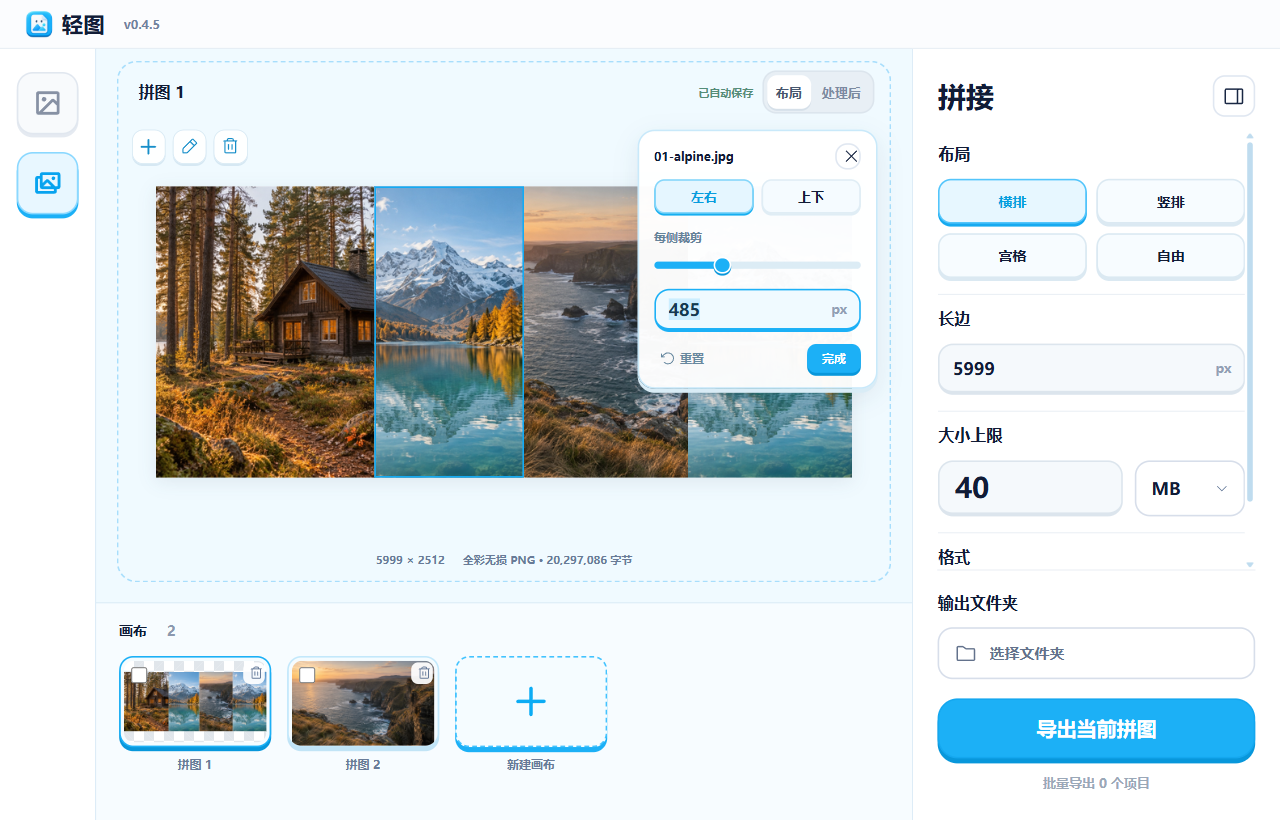 轻图 v0.4.5
拼图 1
已自动保存 布局 处理后
01-alpine.jpg
左右 上下
每侧裁剪
485 px
重置 完成
5999 × 2512 全彩无损 PNG • 20,297,086 字节
画布 2
拼图 1
拼图 2
新建画布
拼接
布局
横排 竖排
宫格 自由
长边
5999 px
大小上限
40 MB
格式
输出文件夹
选择文件夹
导出当前拼图
批量导出 0 个项目